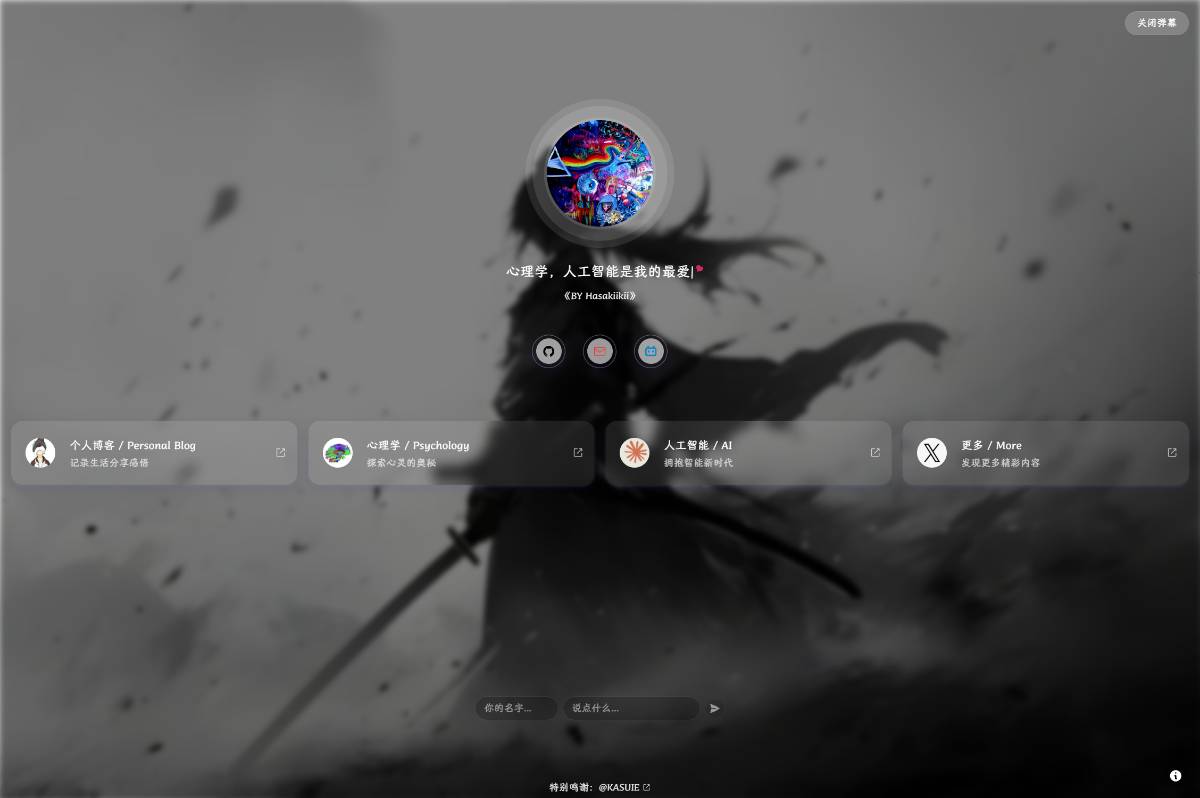 关闭弹幕
心理学，人工智能是我的最爱|
《BY Hasakiikii》
个人博客 / Personal Blog
记录生活分享感悟
心理学 / Psychology
探索心灵的奥秘
人工智能 / AI
拥抱智能新时代
更多 / More
发现更多精彩内容
你的名字... 说点什么...
特别鸣谢：@KASUIE